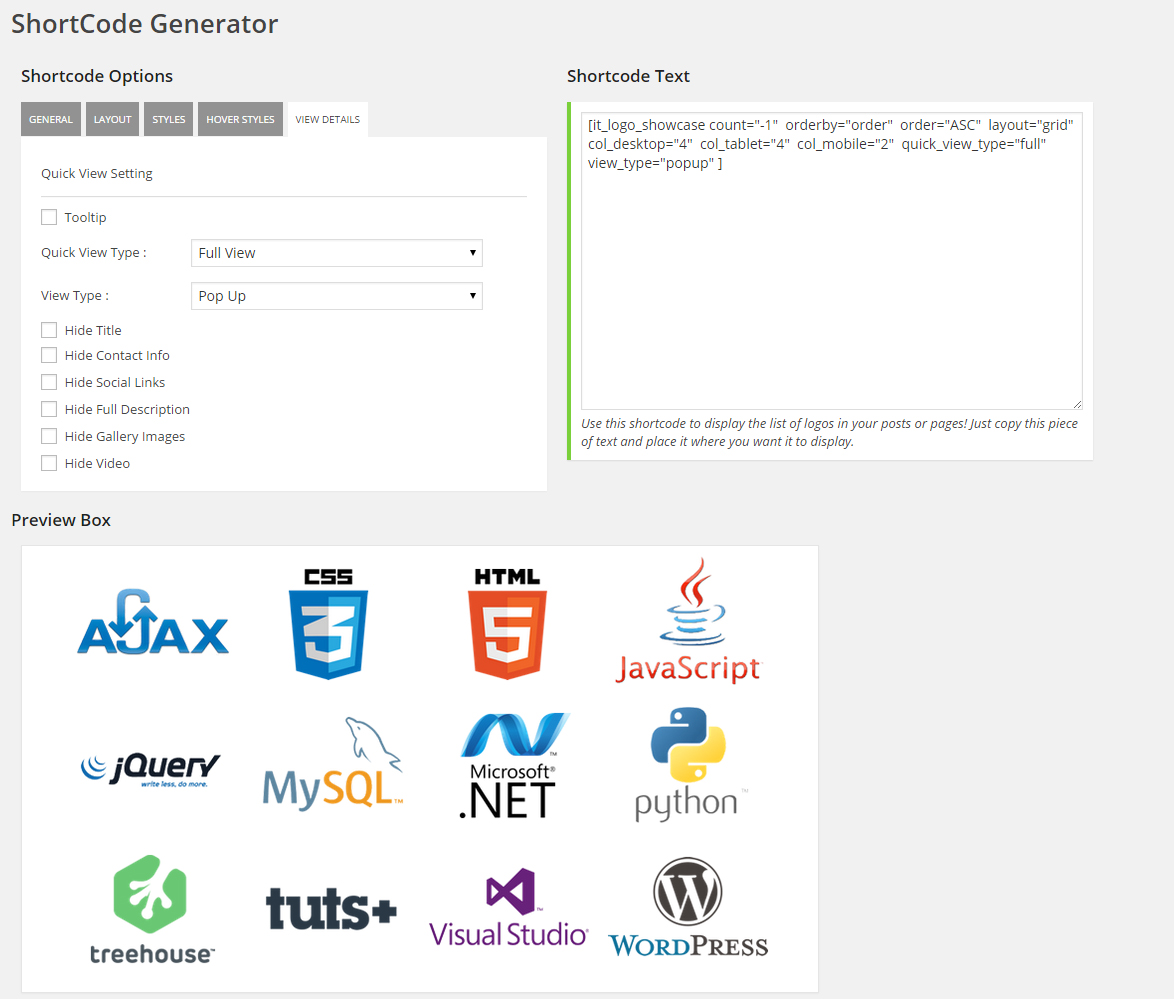 ShortCode Generator
Shortcode Options
GENERAL
LAYOUT
STYLES
HOVER STYLES
VIEW DETAILS
Quick View Setting
Tooltip
Quick View Type :
Full View
View Type :
Pop Up
Hide Title
Hide Contact Info
Hide Social Links
Hide Full Description
Hide Gallery Images
Hide Video
Shortcode Text
[it_logo_showcase count="-1"  orderby="order"  order="ASC"  layout="grid"
col_desktop="4"  col_tablet="4"  col_mobile="2"  quick_view_type="full"
view_type="popup" ]
Use this shortcode to display the list of logos in your posts or pages! Just copy this piece
of text and place it where you want it to display.
Preview Box
AJAX
CSS
3
HTML
5
JavaScript
jQuery
write less, do more.
MySQL™
Microsoft®
.NET
python™
treehouse™
tuts+
Visual Studio®
W
WORDPRESS